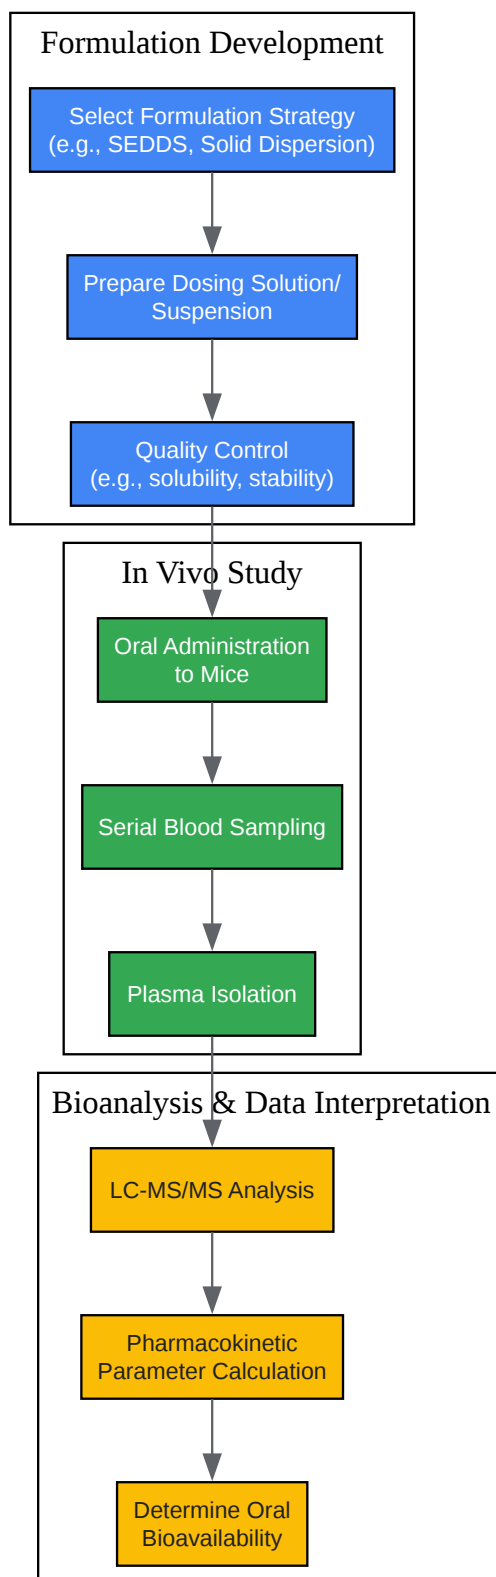 Formulation Development
Select Formulation Strategy
(e.g., SEDDS, Solid Dispersion)
Prepare Dosing Solution/
Suspension
Quality Control
(e.g., solubility, stability)
In Vivo Study
Oral Administration
to Mice
Serial Blood Sampling
Plasma Isolation
Bioanalysis & Data Interpretation
LC-MS/MS Analysis
Pharmacokinetic
Parameter Calculation
Determine Oral
Bioavailability